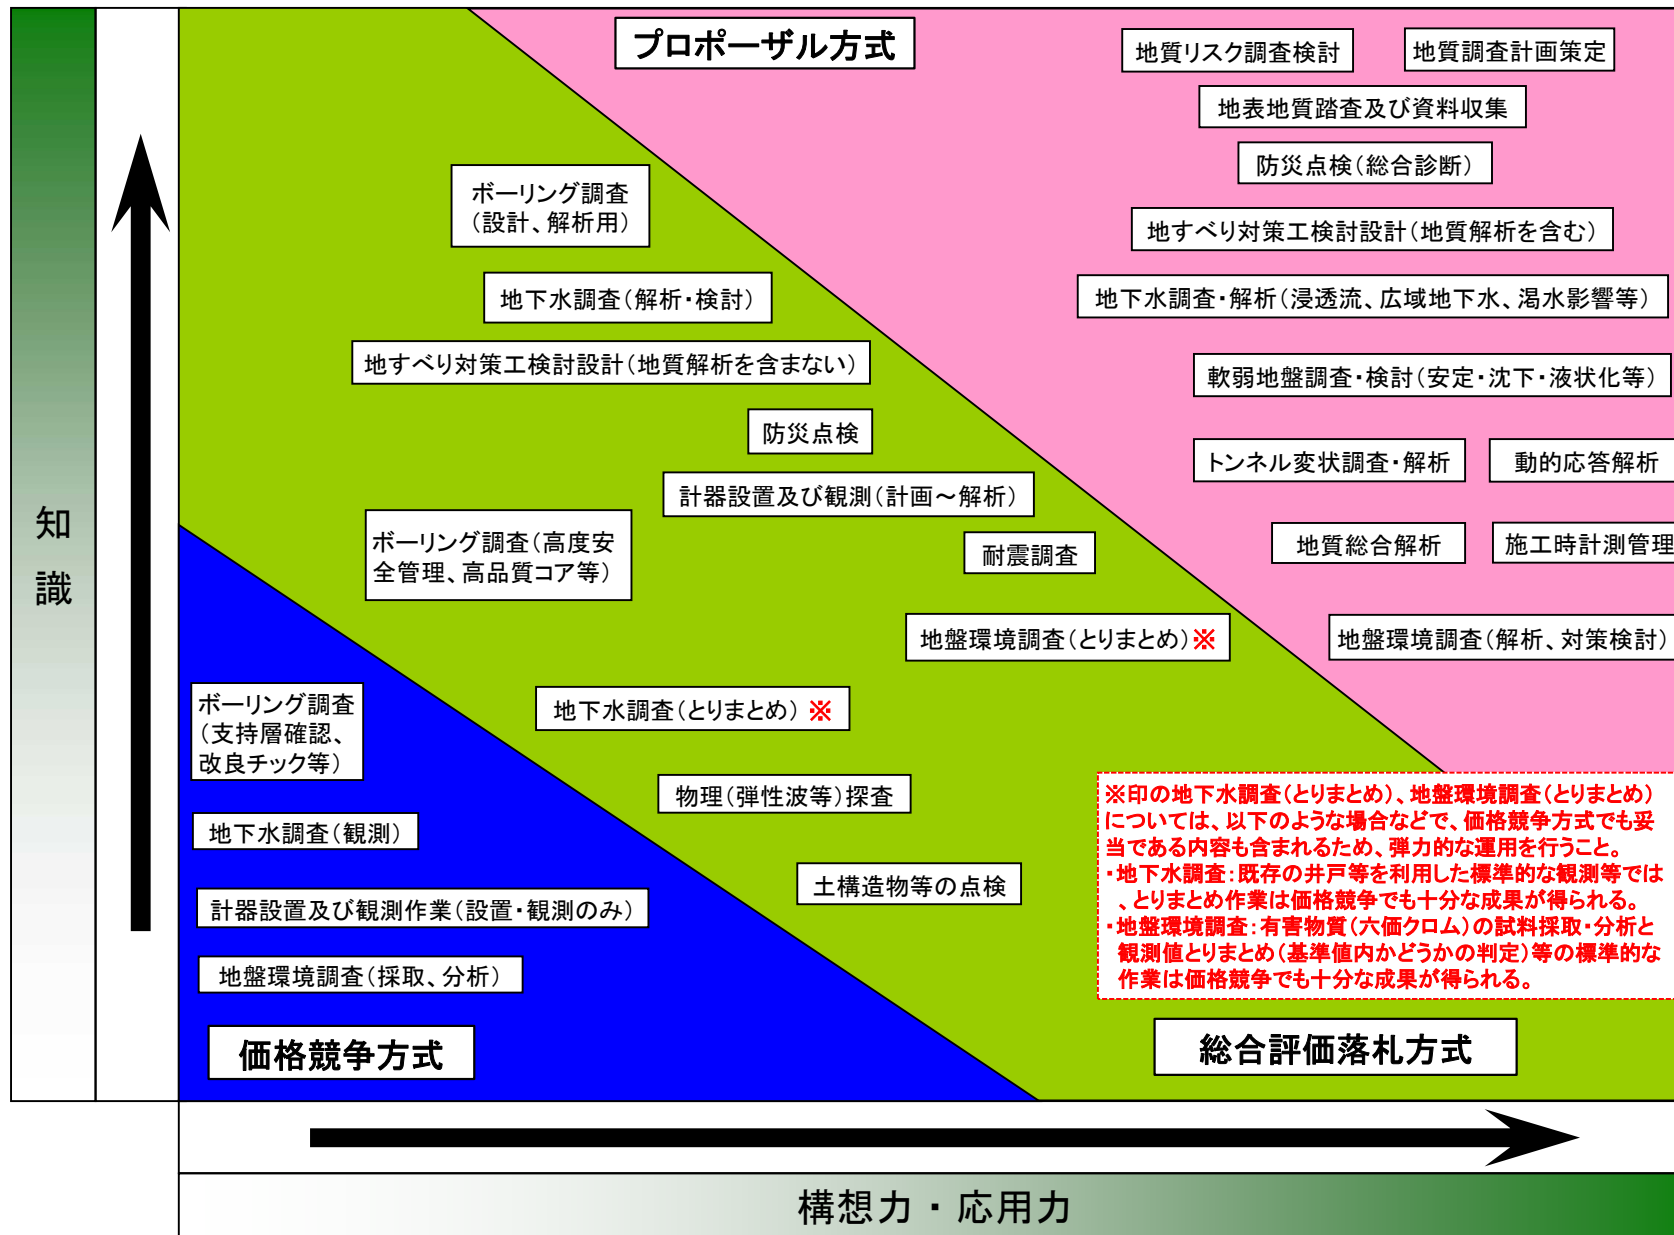 プロポーザル方式
地質リスク調査検討
地質調査計画策定
地表地質踏査及び資料収集
防災点検（総合診断）
地すべり対策工検討設計（地質解析を含む）
地下水調査・解析（浸透流、広域地下水、渇水影響等）
軟弱地盤調査・検討（安定・沈下・液状化等）
トンネル変状調査・解析
動的応答解析
地質総合解析
施工時計測管理
地盤環境調査（解析、対策検討）
ボーリング調査
（設計、解析用）
地下水調査（解析・検討）
地すべり対策工検討設計（地質解析を含まない）
防災点検
計器設置及び観測（計画～解析）
ボーリング調査（高度安
全管理、高品質コア等）
耐震調査
地盤環境調査（とりまとめ）※
地下水調査（とりまとめ）※
物理（弾性波等）探査
土構造物等の点検
※印の地下水調査（とりまとめ）、地盤環境調査（とりまとめ）
については、以下のような場合などで、価格競争方式でも妥
当である内容も含まれるため、弾力的な運用を行うこと。
・地下水調査：既存の井戸等を利用した標準的な観測等では
、とりまとめ作業は価格競争でも十分な成果が得られる。
・地盤環境調査：有害物質（六価クロム）の試料採取・分析と
観測値とりまとめ（基準値内かどうかの判定）等の標準的な
作業は価格競争でも十分な成果が得られる。
総合評価落札方式
ボーリング調査
（支持層確認、
改良チック等）
地下水調査（観測）
計器設置及び観測作業（設置・観測のみ）
地盤環境調査（採取、分析）
価格競争方式
知
識
構想力・応用力